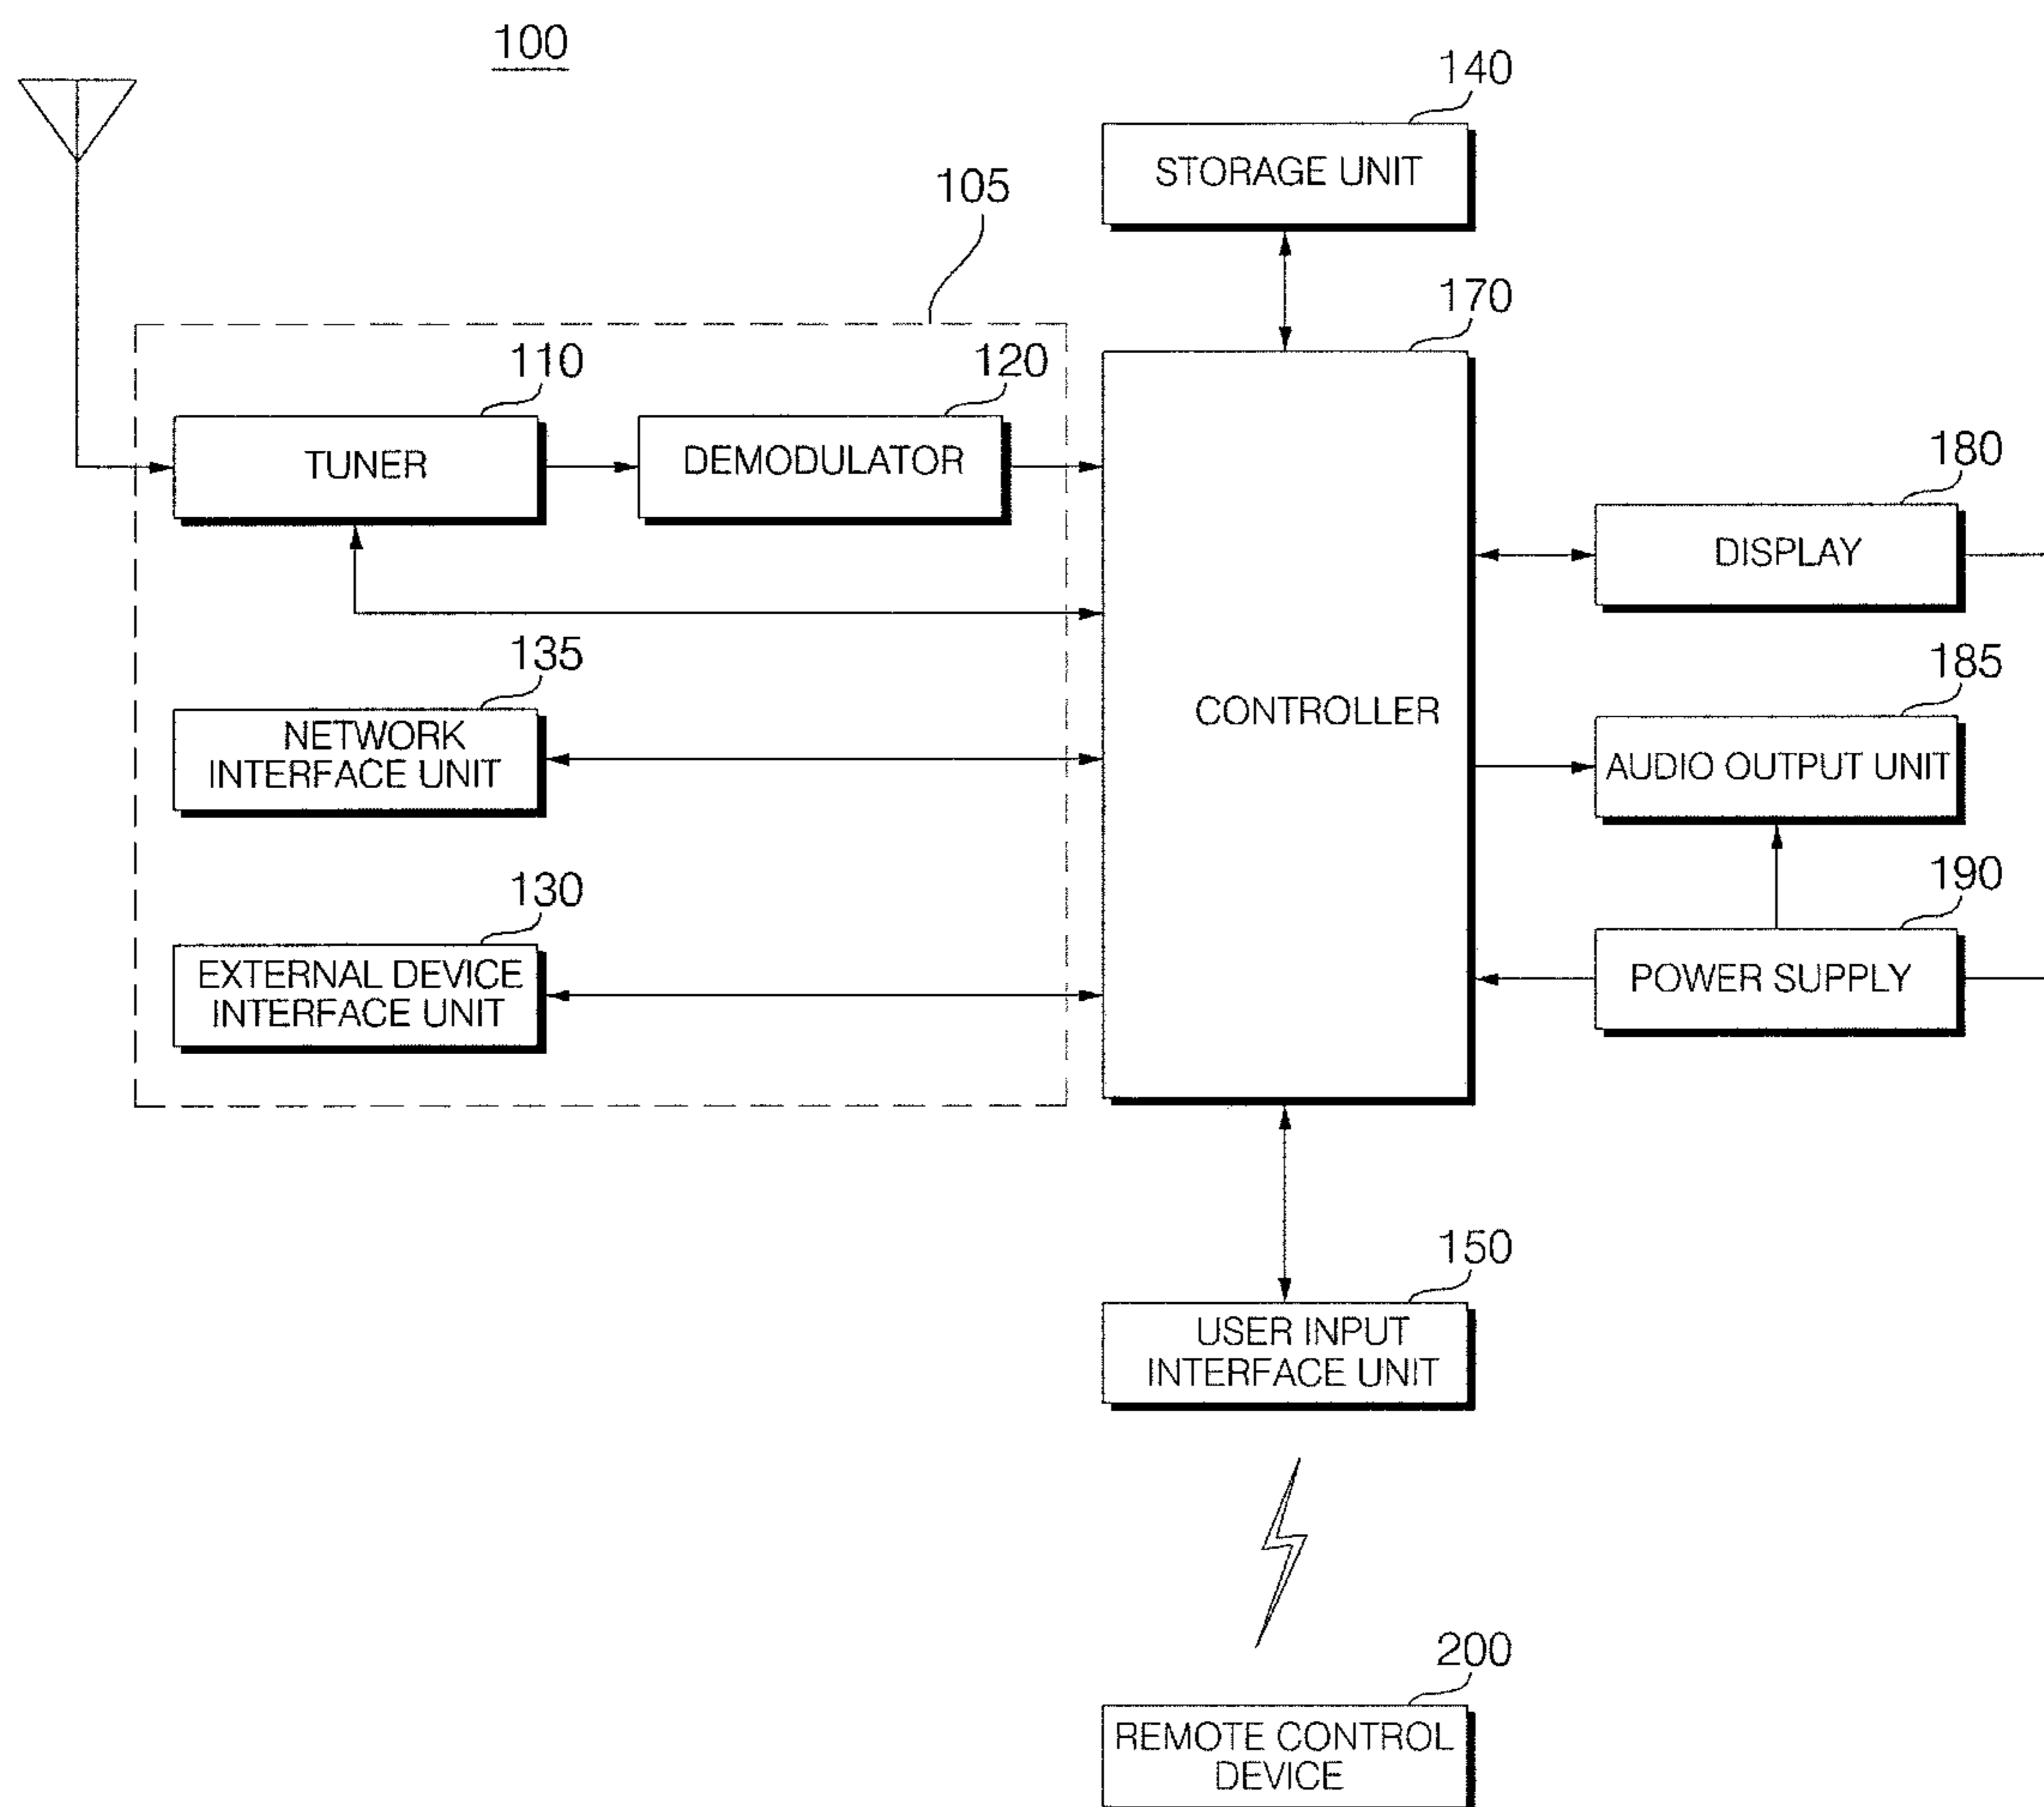 100
140
STORAGE UNIT
105
170
110
120
TUNER
DEMODULATOR
180
DISPLAY
135
NETWORK
INTERFACE UNIT
CONTROLLER
185
AUDIO OUTPUT UNIT
130
EXTERNAL DEVICE
INTERFACE UNIT
190
POWER SUPPLY
150
USER INPUT
INTERFACE UNIT
200
REMOTE CONTROL
DEVICE